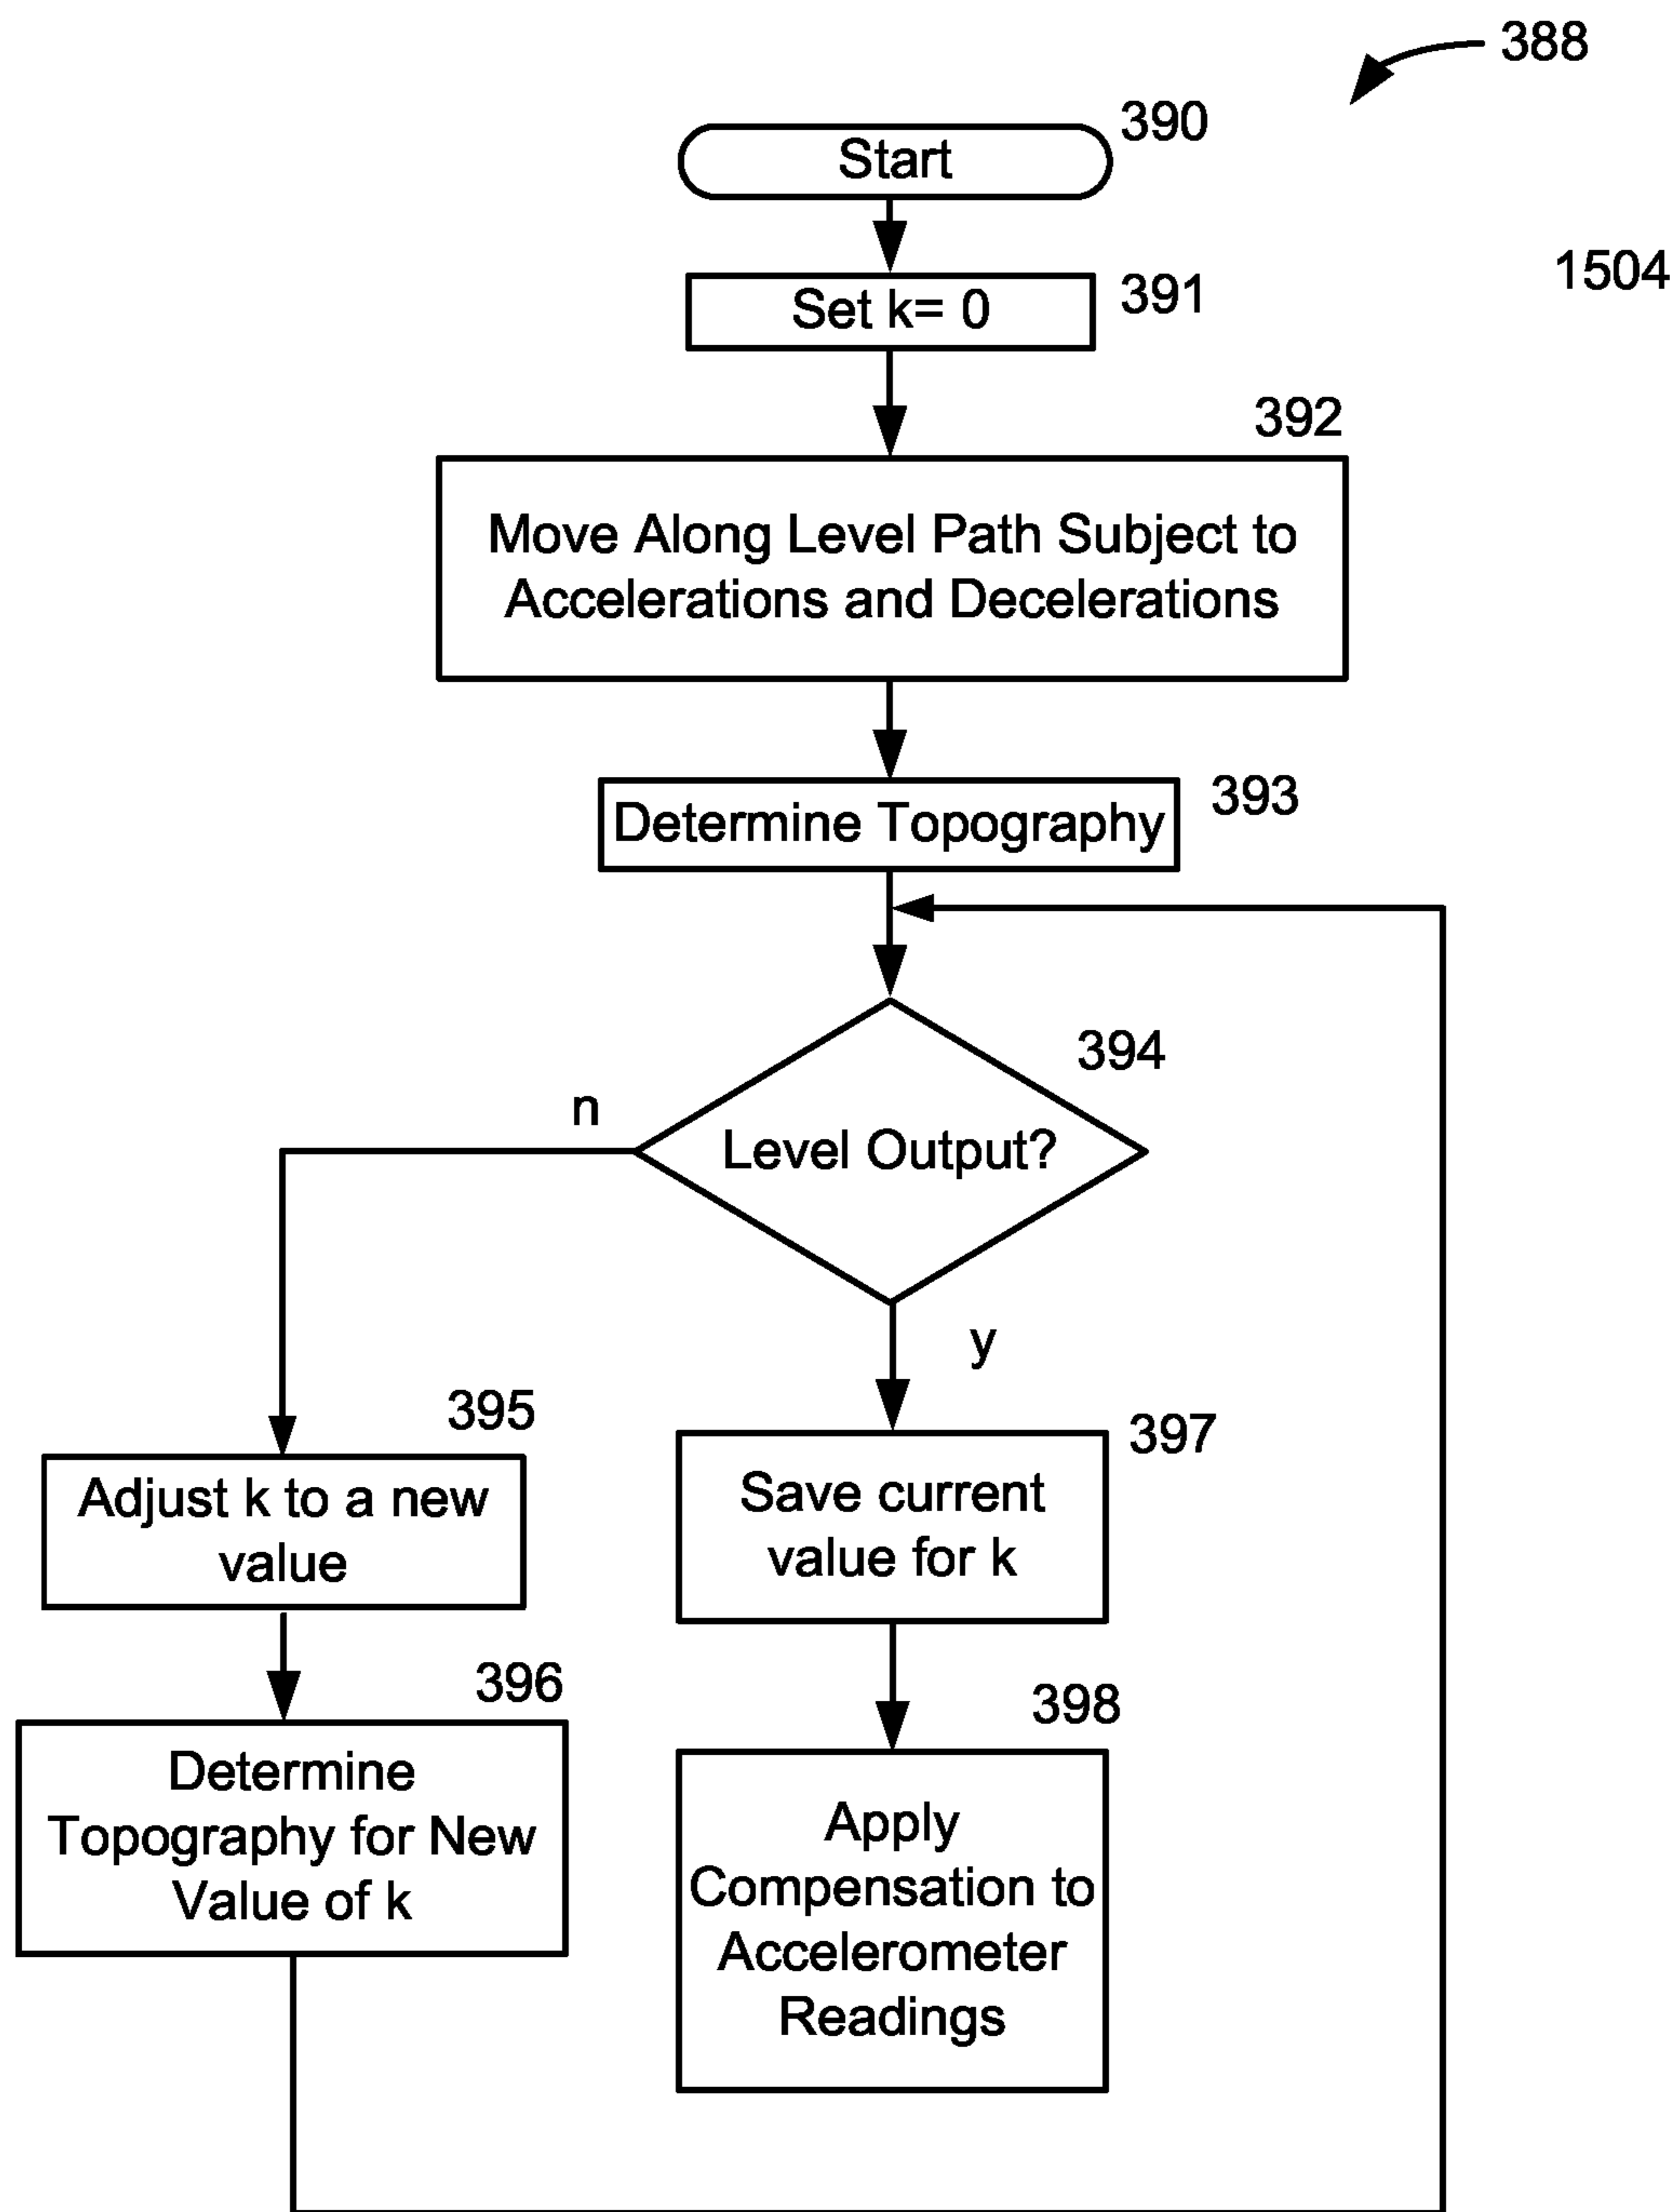 388
390
Start
1504
391
Set k= 0
392
Move Along Level Path Subject to
Accelerations and Decelerations
393
Determine Topography
394
n
Level Output?
y
395
Adjust k to a new
value
397
Save current
value for k
396
Determine
Topography for New
Value of k
398
Apply
Compensation to
Accelerometer
Readings